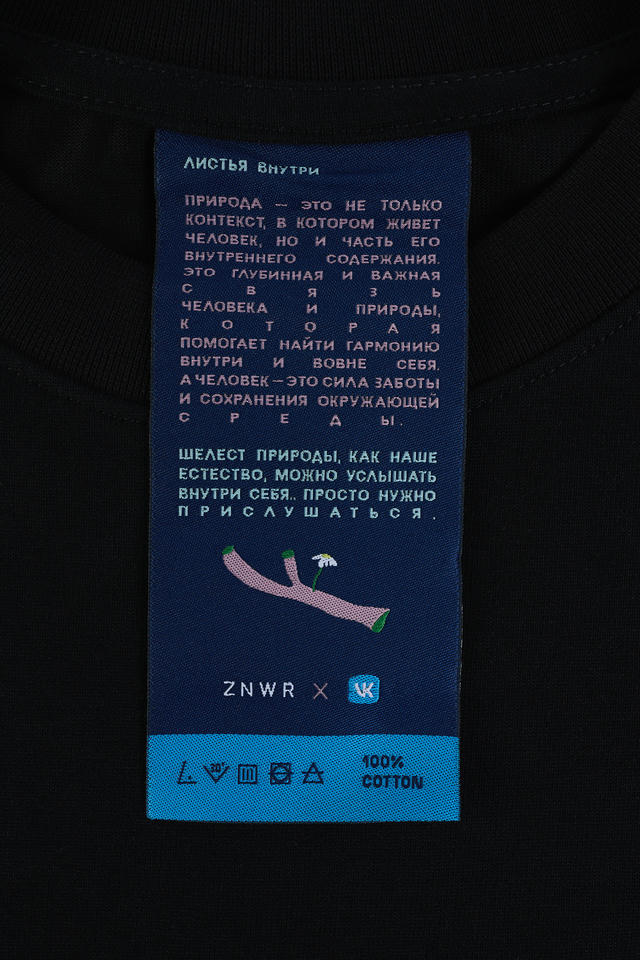 ЛИСТЬЯ ВНУТРИ
ПРИРОДА — ЭТО НЕ ТОЛЬКО
КОНТЕКСТ, В КОТОРОМ ЖИВЕТ
ЧЕЛОВЕК, НО И ЧАСТЬ ЕГО
ВНУТРЕННЕГО СОДЕРЖАНИЯ.
ЭТО ГЛУБИННАЯ И ВАЖНАЯ
С В Я З Ь
ЧЕЛОВЕКА И ПРИРОДЫ,
К О Т О Р А Я
ПОМОГАЕТ НАЙТИ ГАРМОНИЮ
ВНУТРИ И ВОВНЕ СЕБЯ.
А ЧЕЛОВЕК — ЭТО СИЛА ЗАБОТЫ
И СОХРАНЕНИЯ ОКРУЖАЮЩЕЙ
С Р Е Д Ы .
ШЕЛЕСТ ПРИРОДЫ, КАК НАШЕ
ЕСТЕСТВО, МОЖНО УСЛЫШАТЬ
ВНУТРИ СЕБЯ.. ПРОСТО НУЖНО
П Р И С Л У Ш А Т Ь С Я .
ZNWR X VK
30°
100%
COTTON